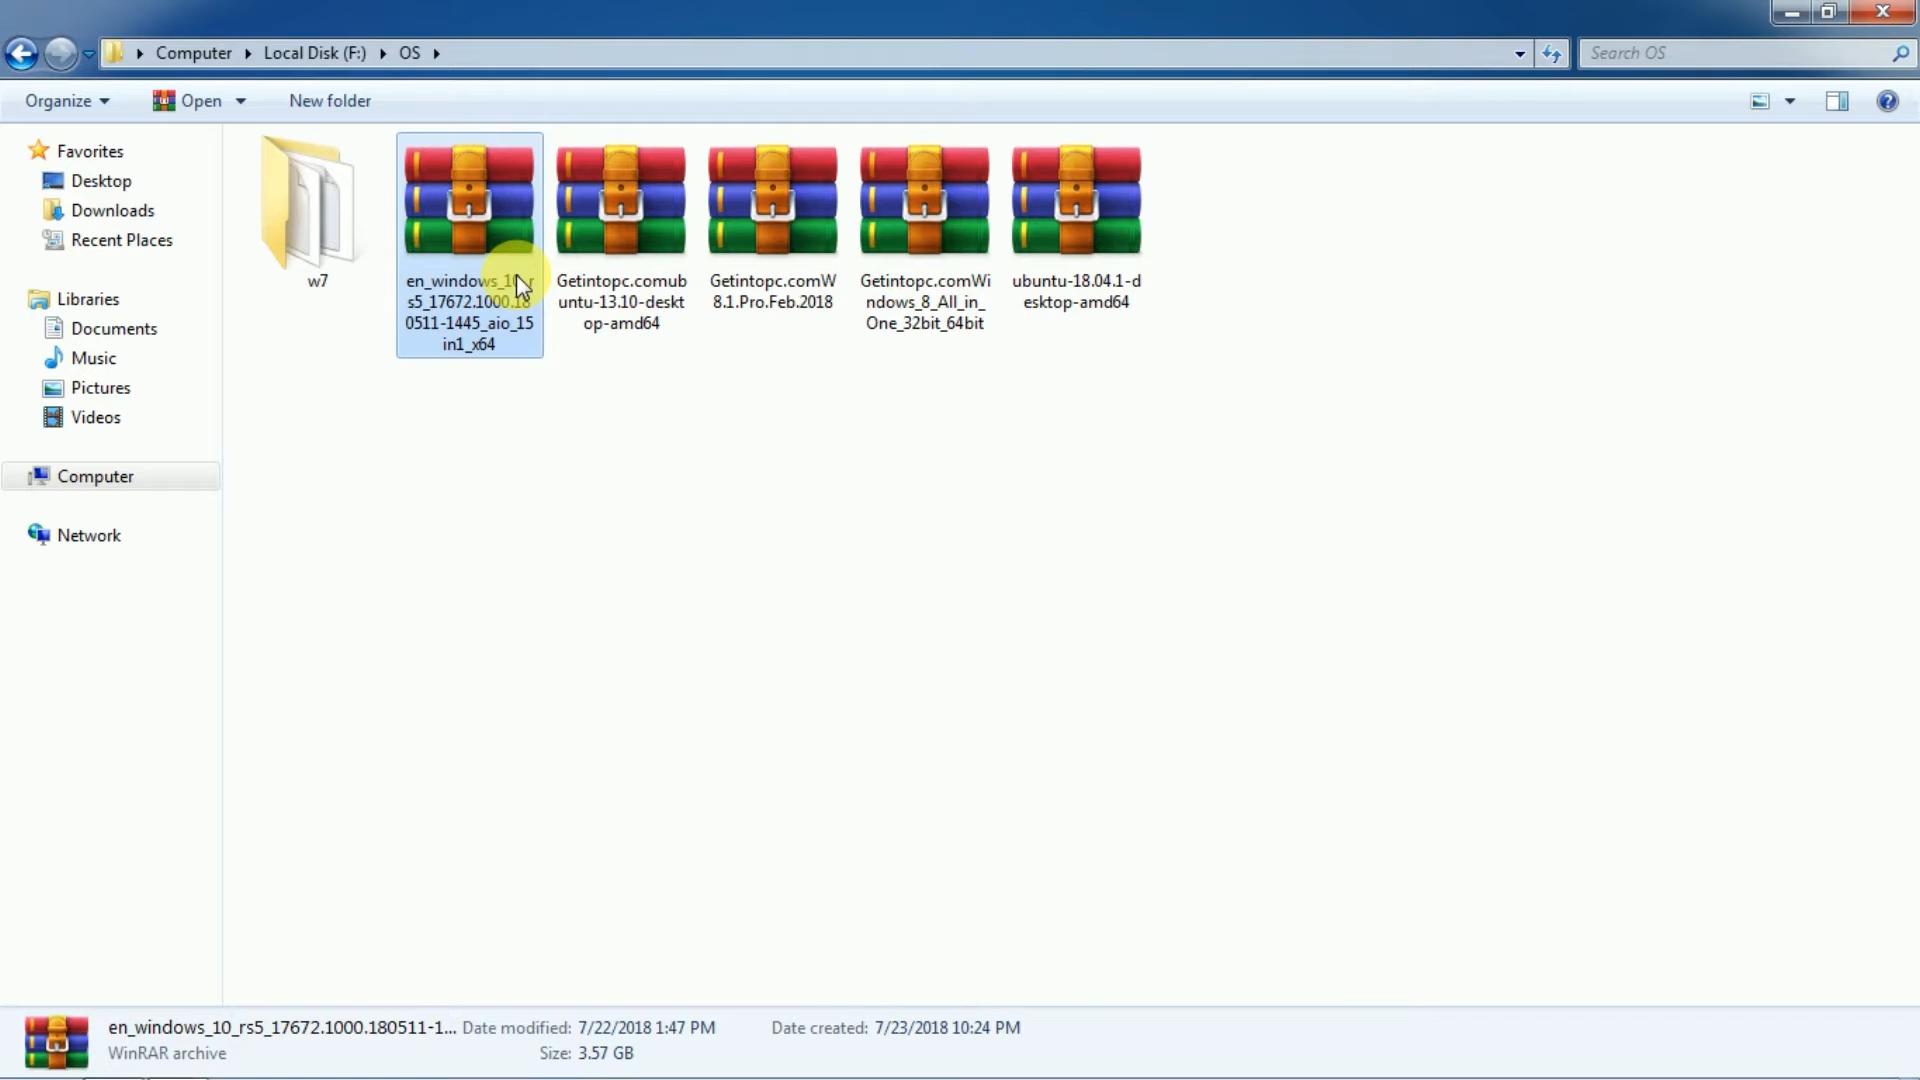 Computer Local Disk (F:) OS
Search OS
Organize Open New folder
Favorites
Desktop
Downloads
Recent Places
Libraries
Documents
Music
Pictures
Videos
Computer
Network
w7
en_windows_10_r
s5_17672.1000.18
0511-1445_aio_15
in1_x64
Getintopc.comub
untu-13.10-deskt
op-amd64
Getintopc.comW
8.1.Pro.Feb.2018
Getintopc.comWi
ndows_8_All_in_
One_32bit_64bit
ubuntu-18.04.1-d
esktop-amd64
en_windows_10_rs5_17672.1000.180511-1... Date modified: 7/22/2018 1:47 PM Date created: 7/23/2018 10:24 PM
WinRAR archive Size: 3.57 GB